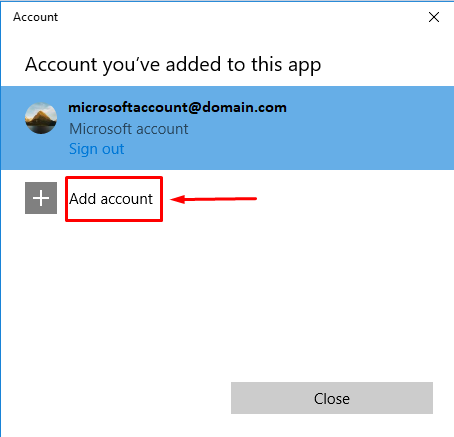 Account
Account you've added to this app
microsoftaccount@domain.com
Microsoft account
Sign out
Add account
Close